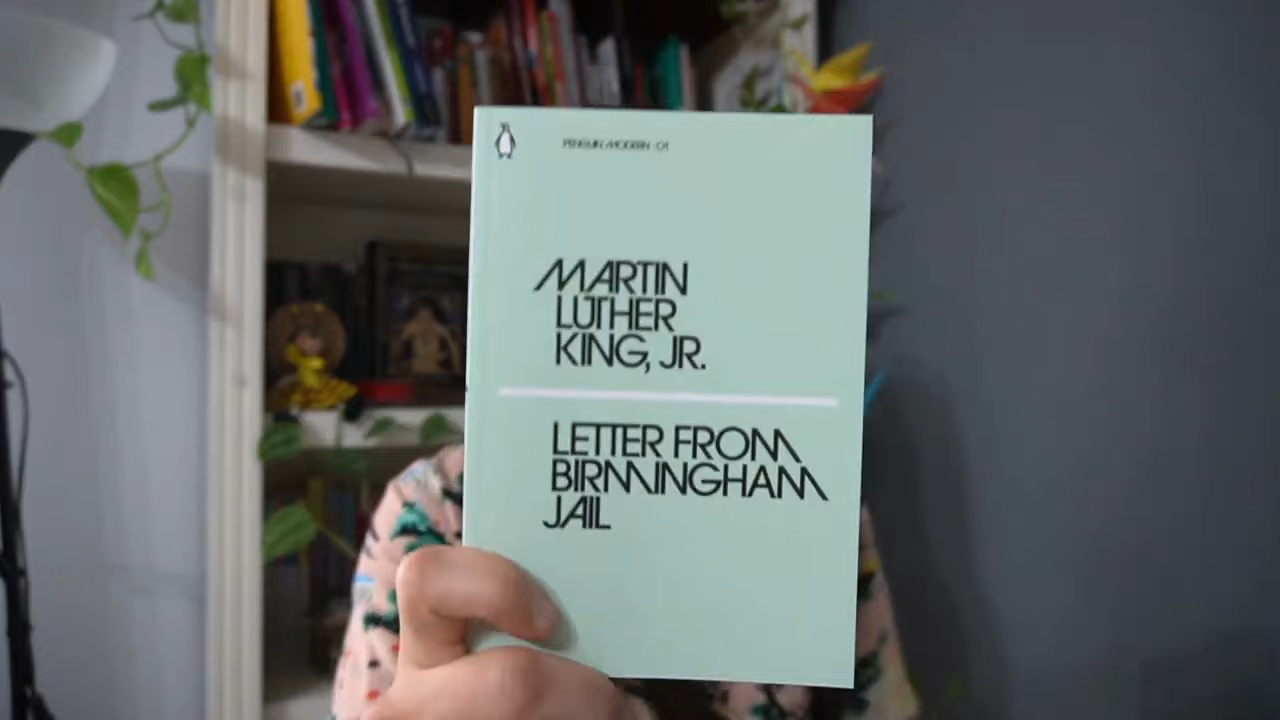 PENGUIN MODERN · 01
MARTIN
LUTHER
KING, JR.
LETTER FROM
BIRMINGHAM
JAIL